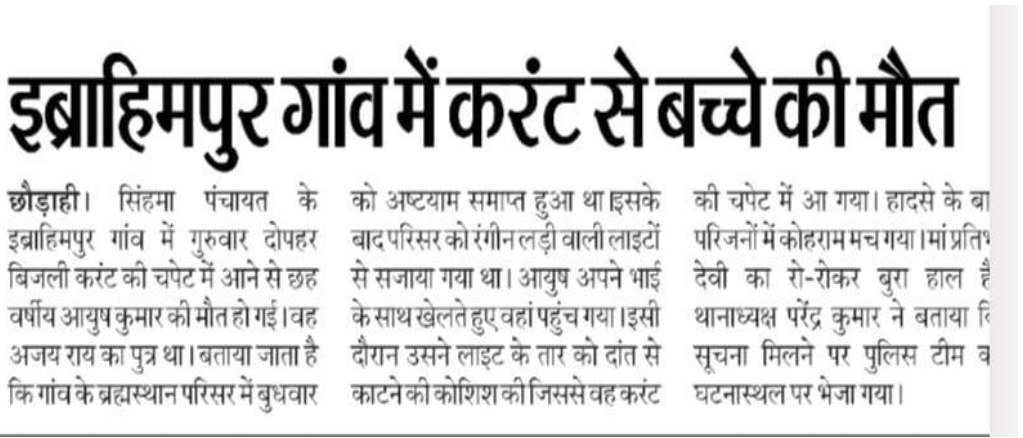 इब्राहिमपुर गांव में करंट से बच्चे की मौत
छौड़ाही। सिंहमा पंचायत के
इब्राहिमपुर गांव में गुरुवार दोपहर
बिजली करंट की चपेट में आने से छह
वर्षीय आयुष कुमार की मौत हो गई। वह
अजय राय का पुत्र था। बताया जाता है
कि गांव के ब्रह्मस्थान परिसर में बुधवार
को अष्टयाम समाप्त हुआ था। इसके
बाद परिसर को रंगीन लड़ी वाली लाइटों
से सजाया गया था। आयुष अपने भाई
के साथ खेलते हुए वहां पहुंच गया। इसी
दौरान उसने लाइट के तार को दांत से
काटने की कोशिश की जिससे वह करंट
की चपेट में आ गया। हादसे के
परिजनों में कोहराम मच गया। मां
देवी का रो-रोकर बुरा हाल
थानाध्यक्ष परेंद्र कुमार ने बताया
सूचना मिलने पर पुलिस टीम
घटनास्थल पर भेजा गया।